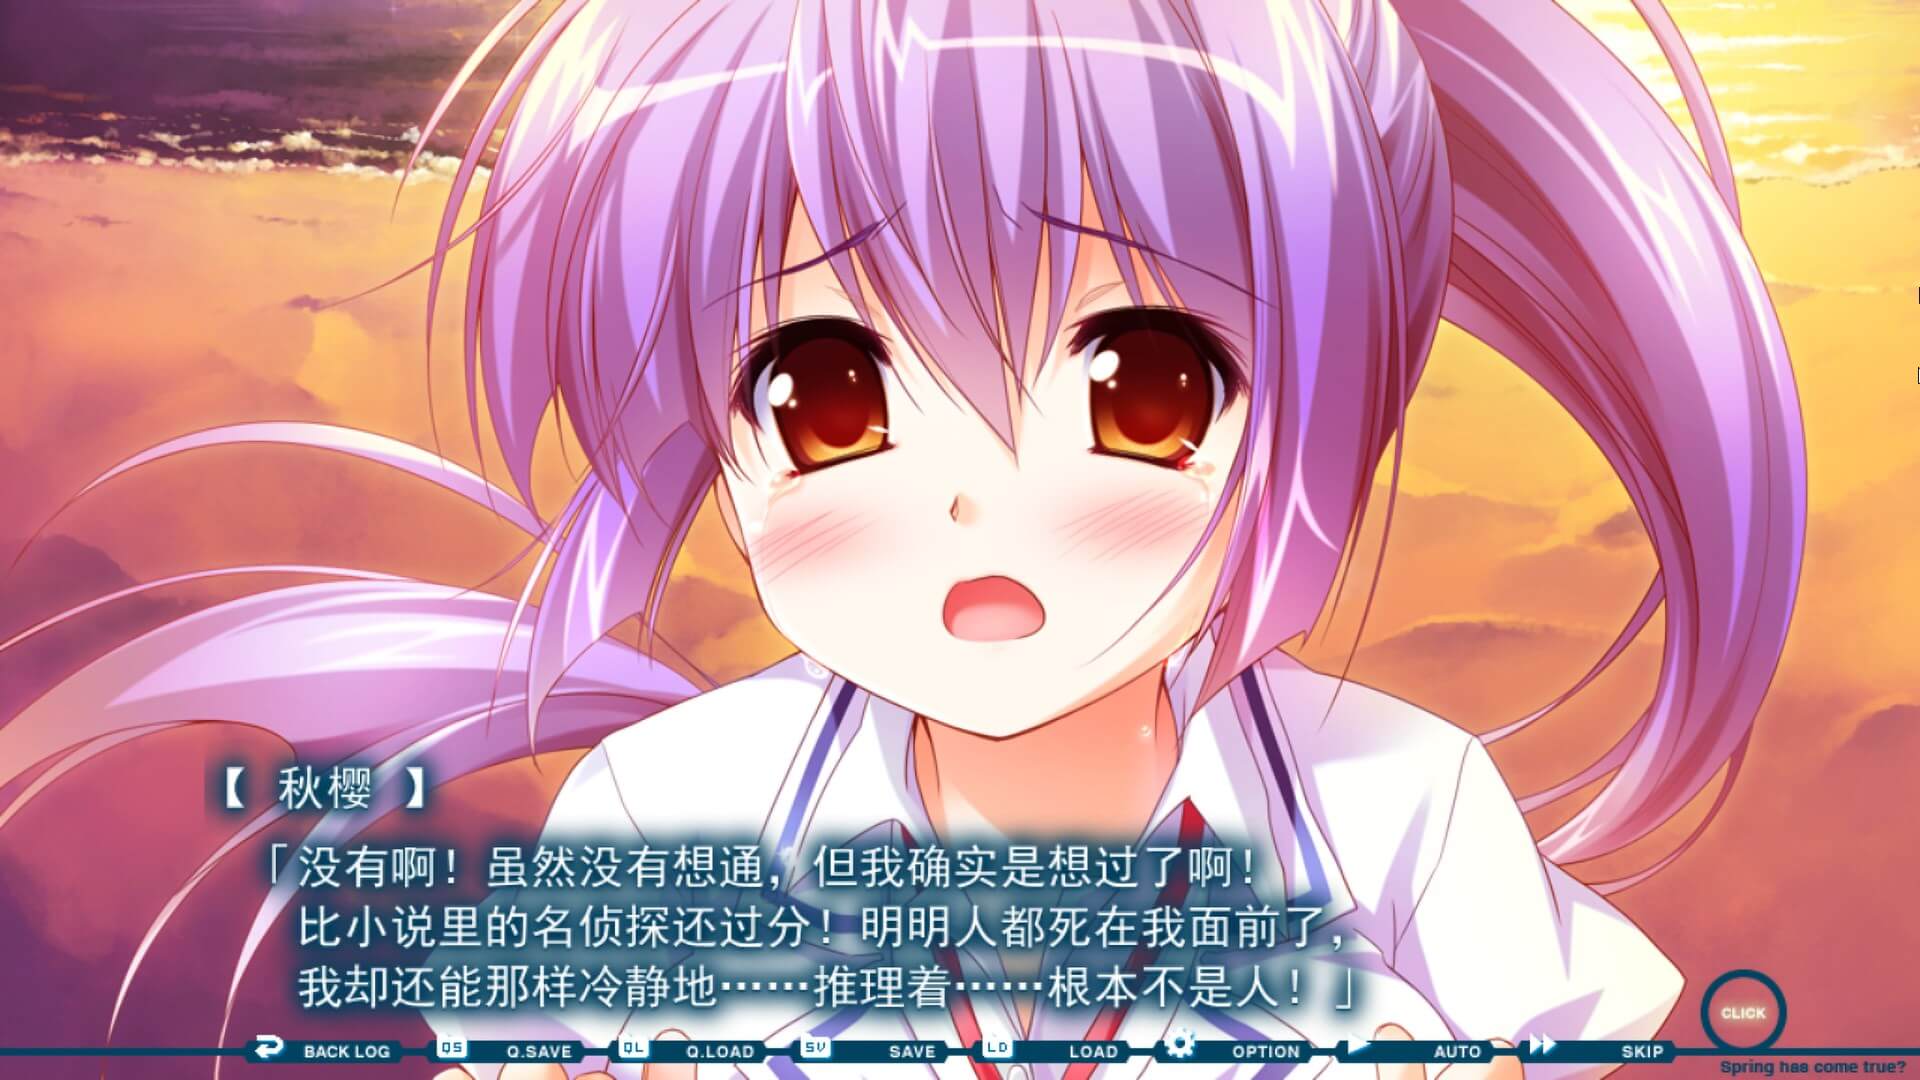 【 秋樱 】
「没有啊！虽然没有想通，但我确实是想过了啊！
比小说里的名侦探还过分！明明人都死在我面前了，
我却还能那样冷静地……推理着……根本不是人！」
CLICK
QS QL SV LD
BACK LOG Q.SAVE Q.LOAD SAVE LOAD OPTION AUTO SKIP
Spring has come true?